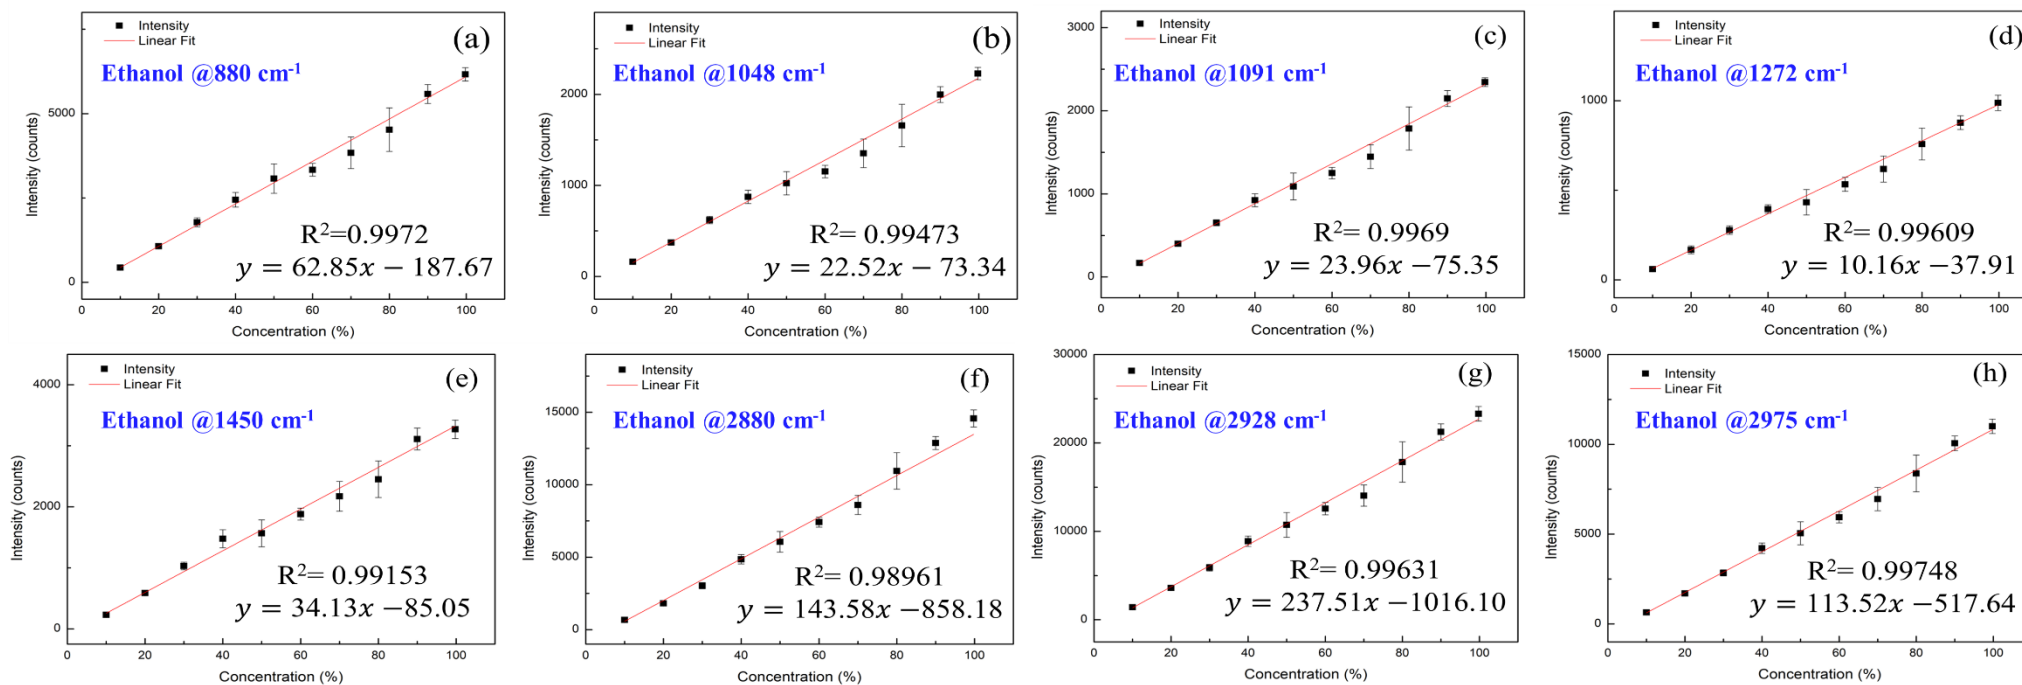 Intensity
Linear Fit
(a)
Ethanol @880 cm-1
R2=0.9972
y = 62.85x − 187.67
5000
0
Intensity (counts)
0 20 40 60 80 100
Concentration (%)
Intensity
Linear Fit
(b)
Ethanol @1048 cm-1
R2= 0.99473
y = 22.52x − 73.34
2000
1000
0
Intensity (counts)
0 20 40 60 80 100
Concentration (%)
Intensity
Linear Fit
(c)
Ethanol @1091 cm-1
R2= 0.9969
y = 23.96x −75.35
3000
2000
1000
0
Intensity (counts)
0 20 40 60 80 100
Concentration (%)
Intensity
Linear Fit
(d)
Ethanol @1272 cm-1
R2= 0.99609
y = 10.16x −37.91
1000
0
Intensity (counts)
0 20 40 60 80 100
Concentration (%)
Intensity
Linear Fit
(e)
Ethanol @1450 cm-1
R2= 0.99153
y = 34.13x −85.05
4000
2000
0
Intensity (counts)
0 20 40 60 80 100
Concentration (%)
Intensity
Linear Fit
(f)
Ethanol @2880 cm-1
R2= 0.98961
y = 143.58x −858.18
15000
10000
5000
0
Intensity (counts)
0 20 40 60 80 100
Concentration (%)
Intensity
Linear Fit
(g)
Ethanol @2928 cm-1
R2= 0.99631
y = 237.51x −1016.10
30000
20000
10000
0
Intensity (counts)
0 20 40 60 80 100
Concentration (%)
Intensity
Linear Fit
(h)
Ethanol @2975 cm-1
R2= 0.99748
y = 113.52x −517.64
15000
10000
5000
0
Intensity (counts)
0 20 40 60 80 100
Concentration (%)